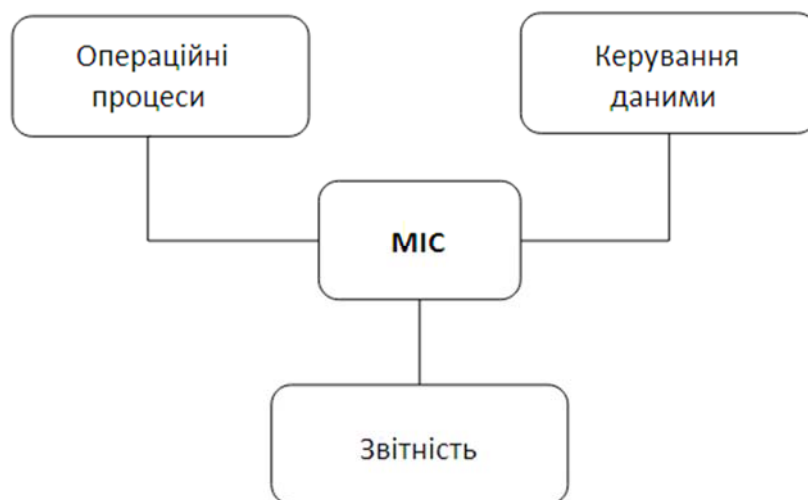 Операційні
процеси
Керування
даними
МІС
Звітність